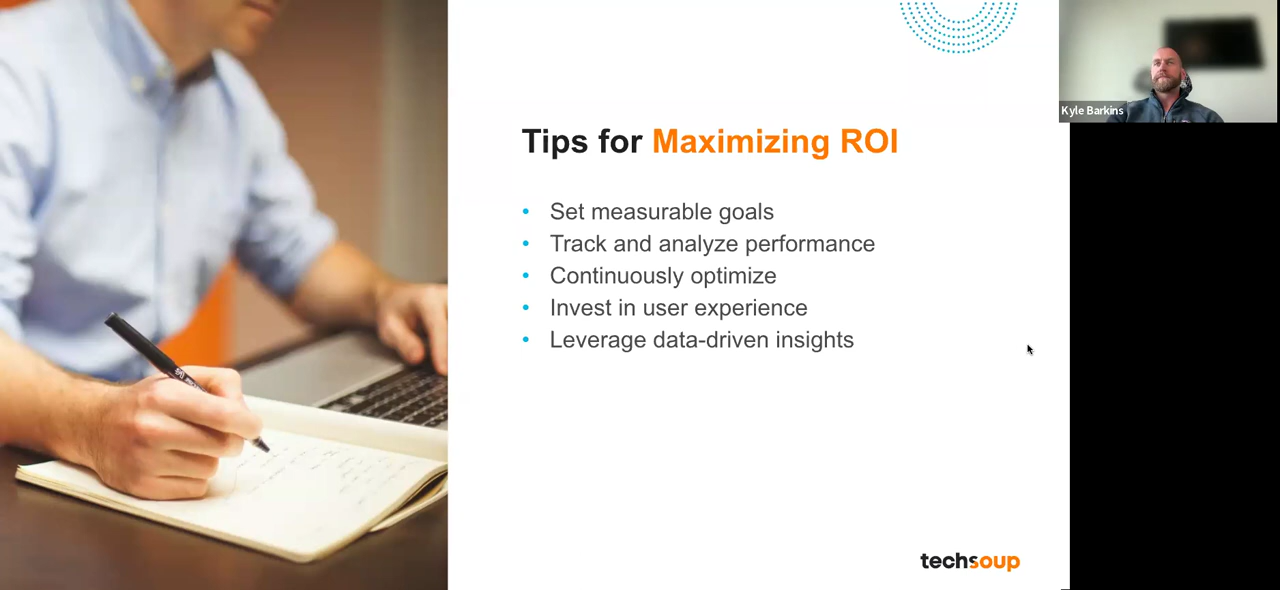 Tips for Maximizing ROI
• Set measurable goals
• Track and analyze performance
• Continuously optimize
• Invest in user experience
• Leverage data-driven insights
techsoup
Kyle Barkins